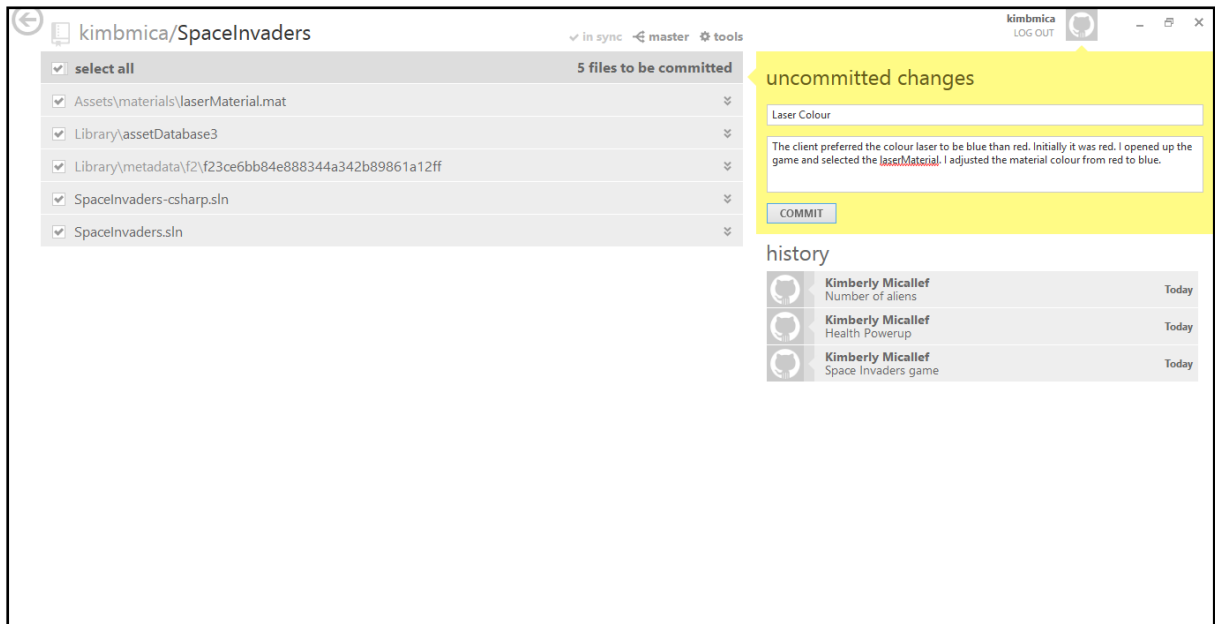 kimbmica/SpaceInvaders
in sync master tools
kimbmica
LOG OUT
select all 5 files to be committed
Assets\materials\laserMaterial.mat
Library\assetDatabase3
Library\metadata\f2\f23ce6bb84e888344a342b89861a12ff
SpaceInvaders-csharp.sln
SpaceInvaders.sln
uncommitted changes
Laser Colour
The client preferred the colour laser to be blue than red. Initially it was red. I opened up the
game and selected the laserMaterial. I adjusted the material colour from red to blue.
COMMIT
history
Kimberly Micallef
Number of aliens
Today
Kimberly Micallef
Health Powerup
Today
Kimberly Micallef
Space Invaders game
Today